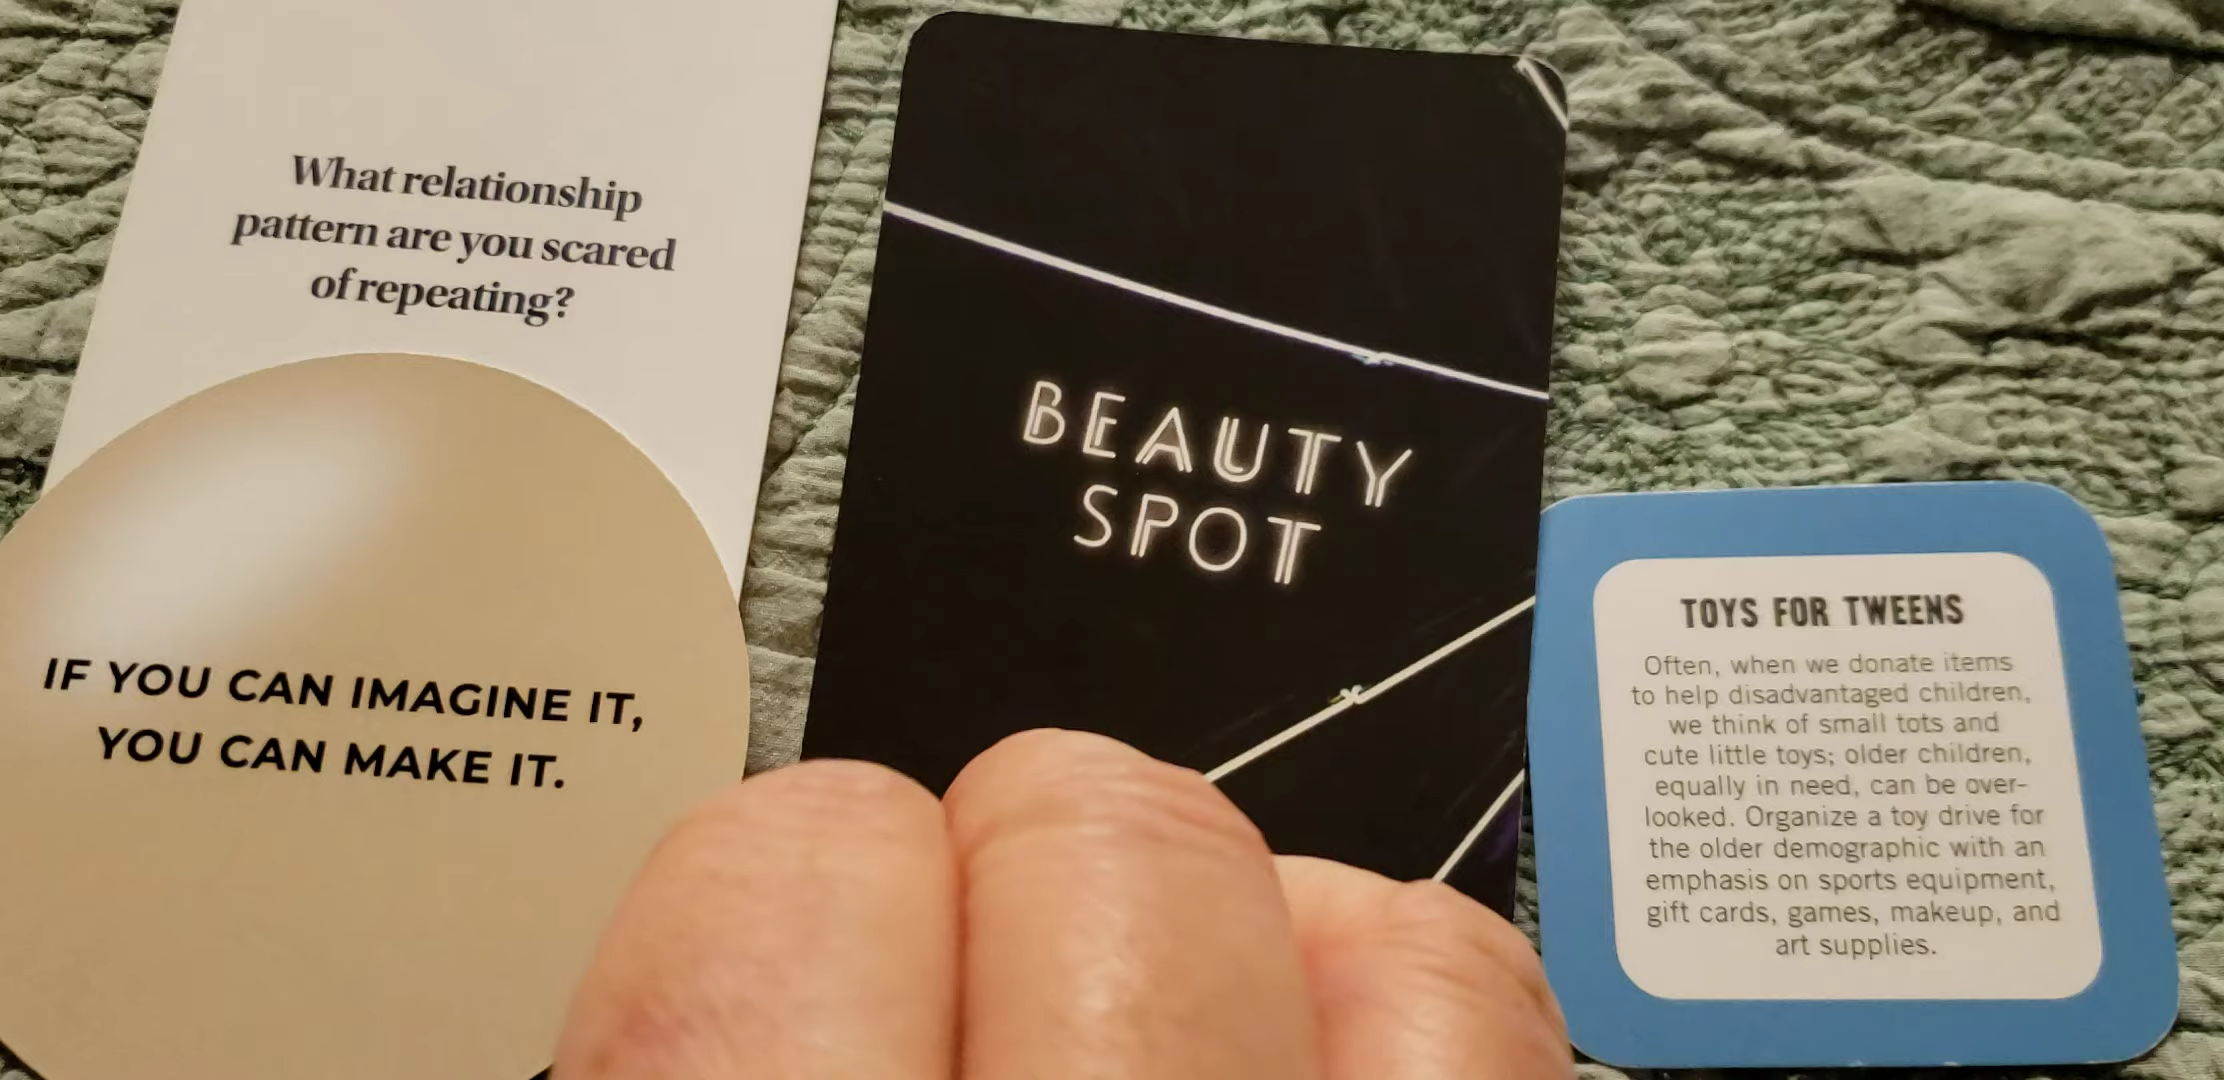 What relationship
pattern are you scared
of repeating?
IF YOU CAN IMAGINE IT,
YOU CAN MAKE IT.
BEAUTY
SPOT
TOYS FOR TWEENS
Often, when we donate items
to help disadvantaged children,
we think of small tots and
cute little toys; older children,
equally in need, can be over-
looked. Organize a toy drive for
the older demographic with an
emphasis on sports equipment,
gift cards, games, makeup, and
art supplies.